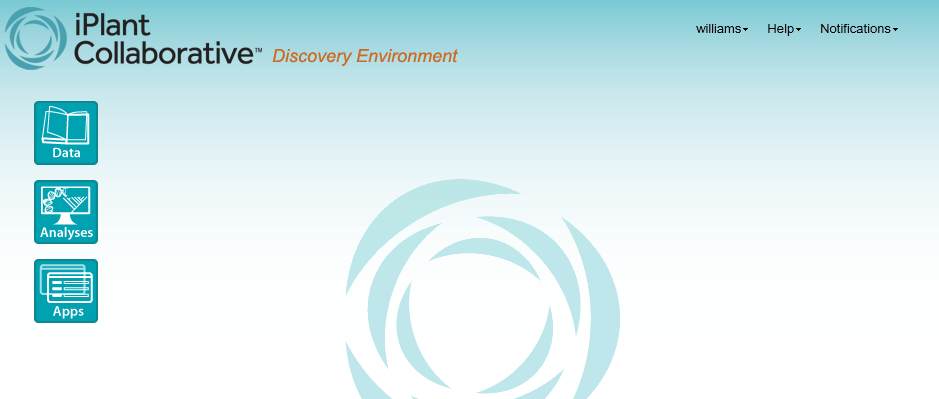 iPlant
Collaborative™ Discovery Environment
williams Help Notifications
Data
Analyses
Apps